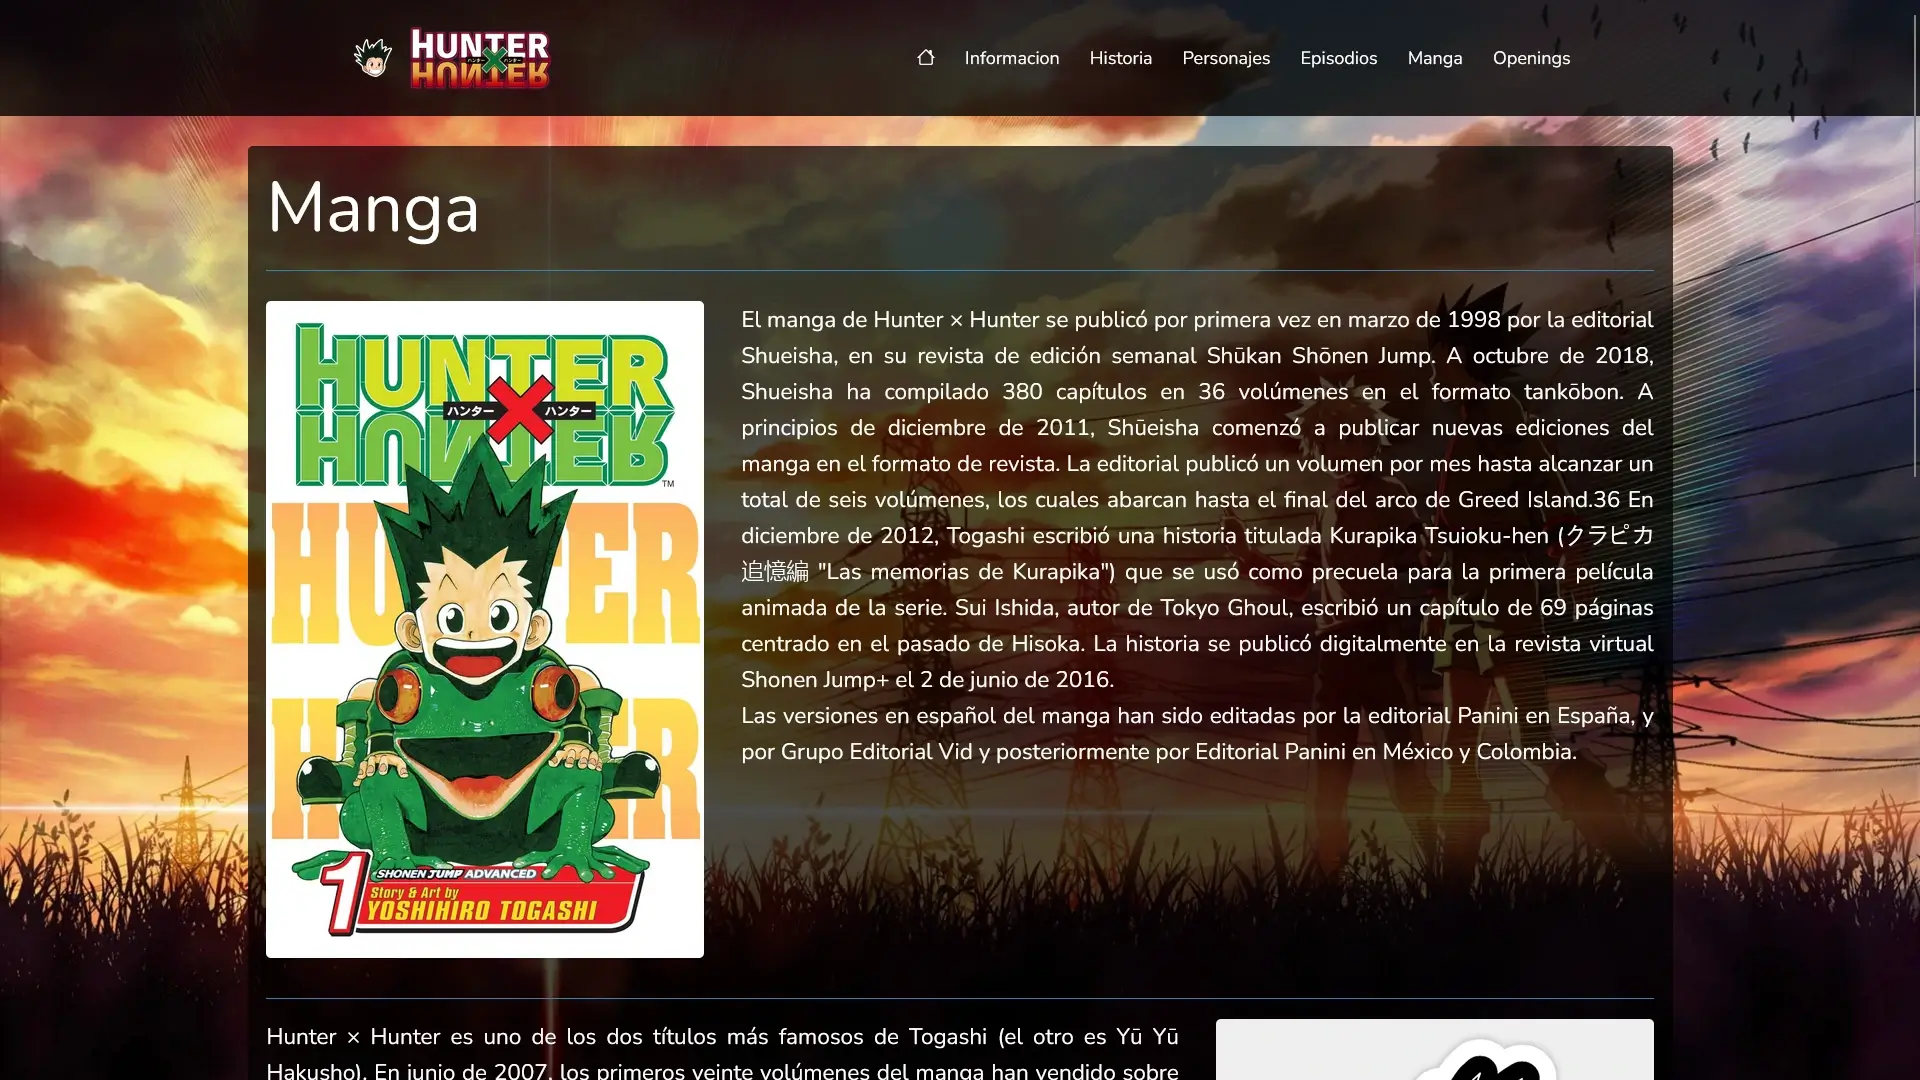 HUNTER
ハンター×ハンター
HUNTER
Informacion
Historia
Personajes
Episodios
Manga
Openings
Manga
HUNTER
ハンター×ハンター
HUNTER
TM
HUNTER
HUNTER
1
SHONEN JUMP ADVANCED
Story & Art by
YOSHIHIRO TOGASHI
El manga de Hunter × Hunter se publicó por primera vez en marzo de 1998 por la editorial
Shueisha, en su revista de edición semanal Shūkan Shōnen Jump. A octubre de 2018,
Shueisha ha compilado 380 capítulos en 36 volúmenes en el formato tankōbon. A
principios de diciembre de 2011, Shūeisha comenzó a publicar nuevas ediciones del
manga en el formato de revista. La editorial publicó un volumen por mes hasta alcanzar un
total de seis volúmenes, los cuales abarcan hasta el final del arco de Greed Island.36 En
diciembre de 2012, Togashi escribió una historia titulada Kurapika Tsuioku-hen (クラピカ
追憶編 "Las memorias de Kurapika") que se usó como precuela para la primera película
animada de la serie. Sui Ishida, autor de Tokyo Ghoul, escribió un capítulo de 69 páginas
centrado en el pasado de Hisoka. La historia se publicó digitalmente en la revista virtual
Shonen Jump+ el 2 de junio de 2016.
Las versiones en español del manga han sido editadas por la editorial Panini en España, y
por Grupo Editorial Vid y posteriormente por Editorial Panini en México y Colombia.
Hunter × Hunter es uno de los dos títulos más famosos de Togashi (el otro es Yū Yū
Hakusho). En junio de 2007, los primeros veinte volúmenes del manga han vendido sobre